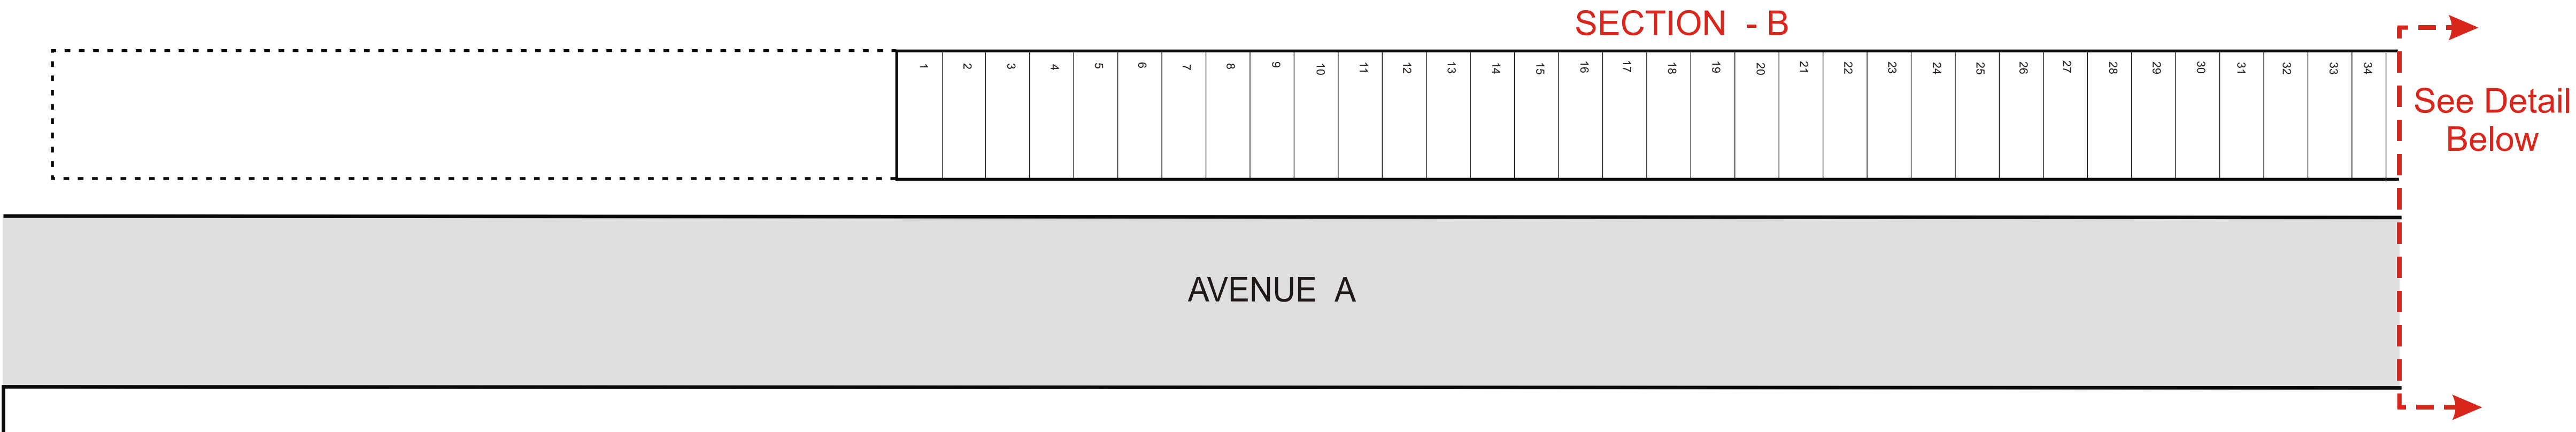 SECTION - B
1 2 3 4 5 6 7 8 9 10 11 12 13 14 15 16 17 18 19 20 21 22 23 24 25 26 27 28 29 30 31 32 33 34
See Detail
Below
AVENUE A